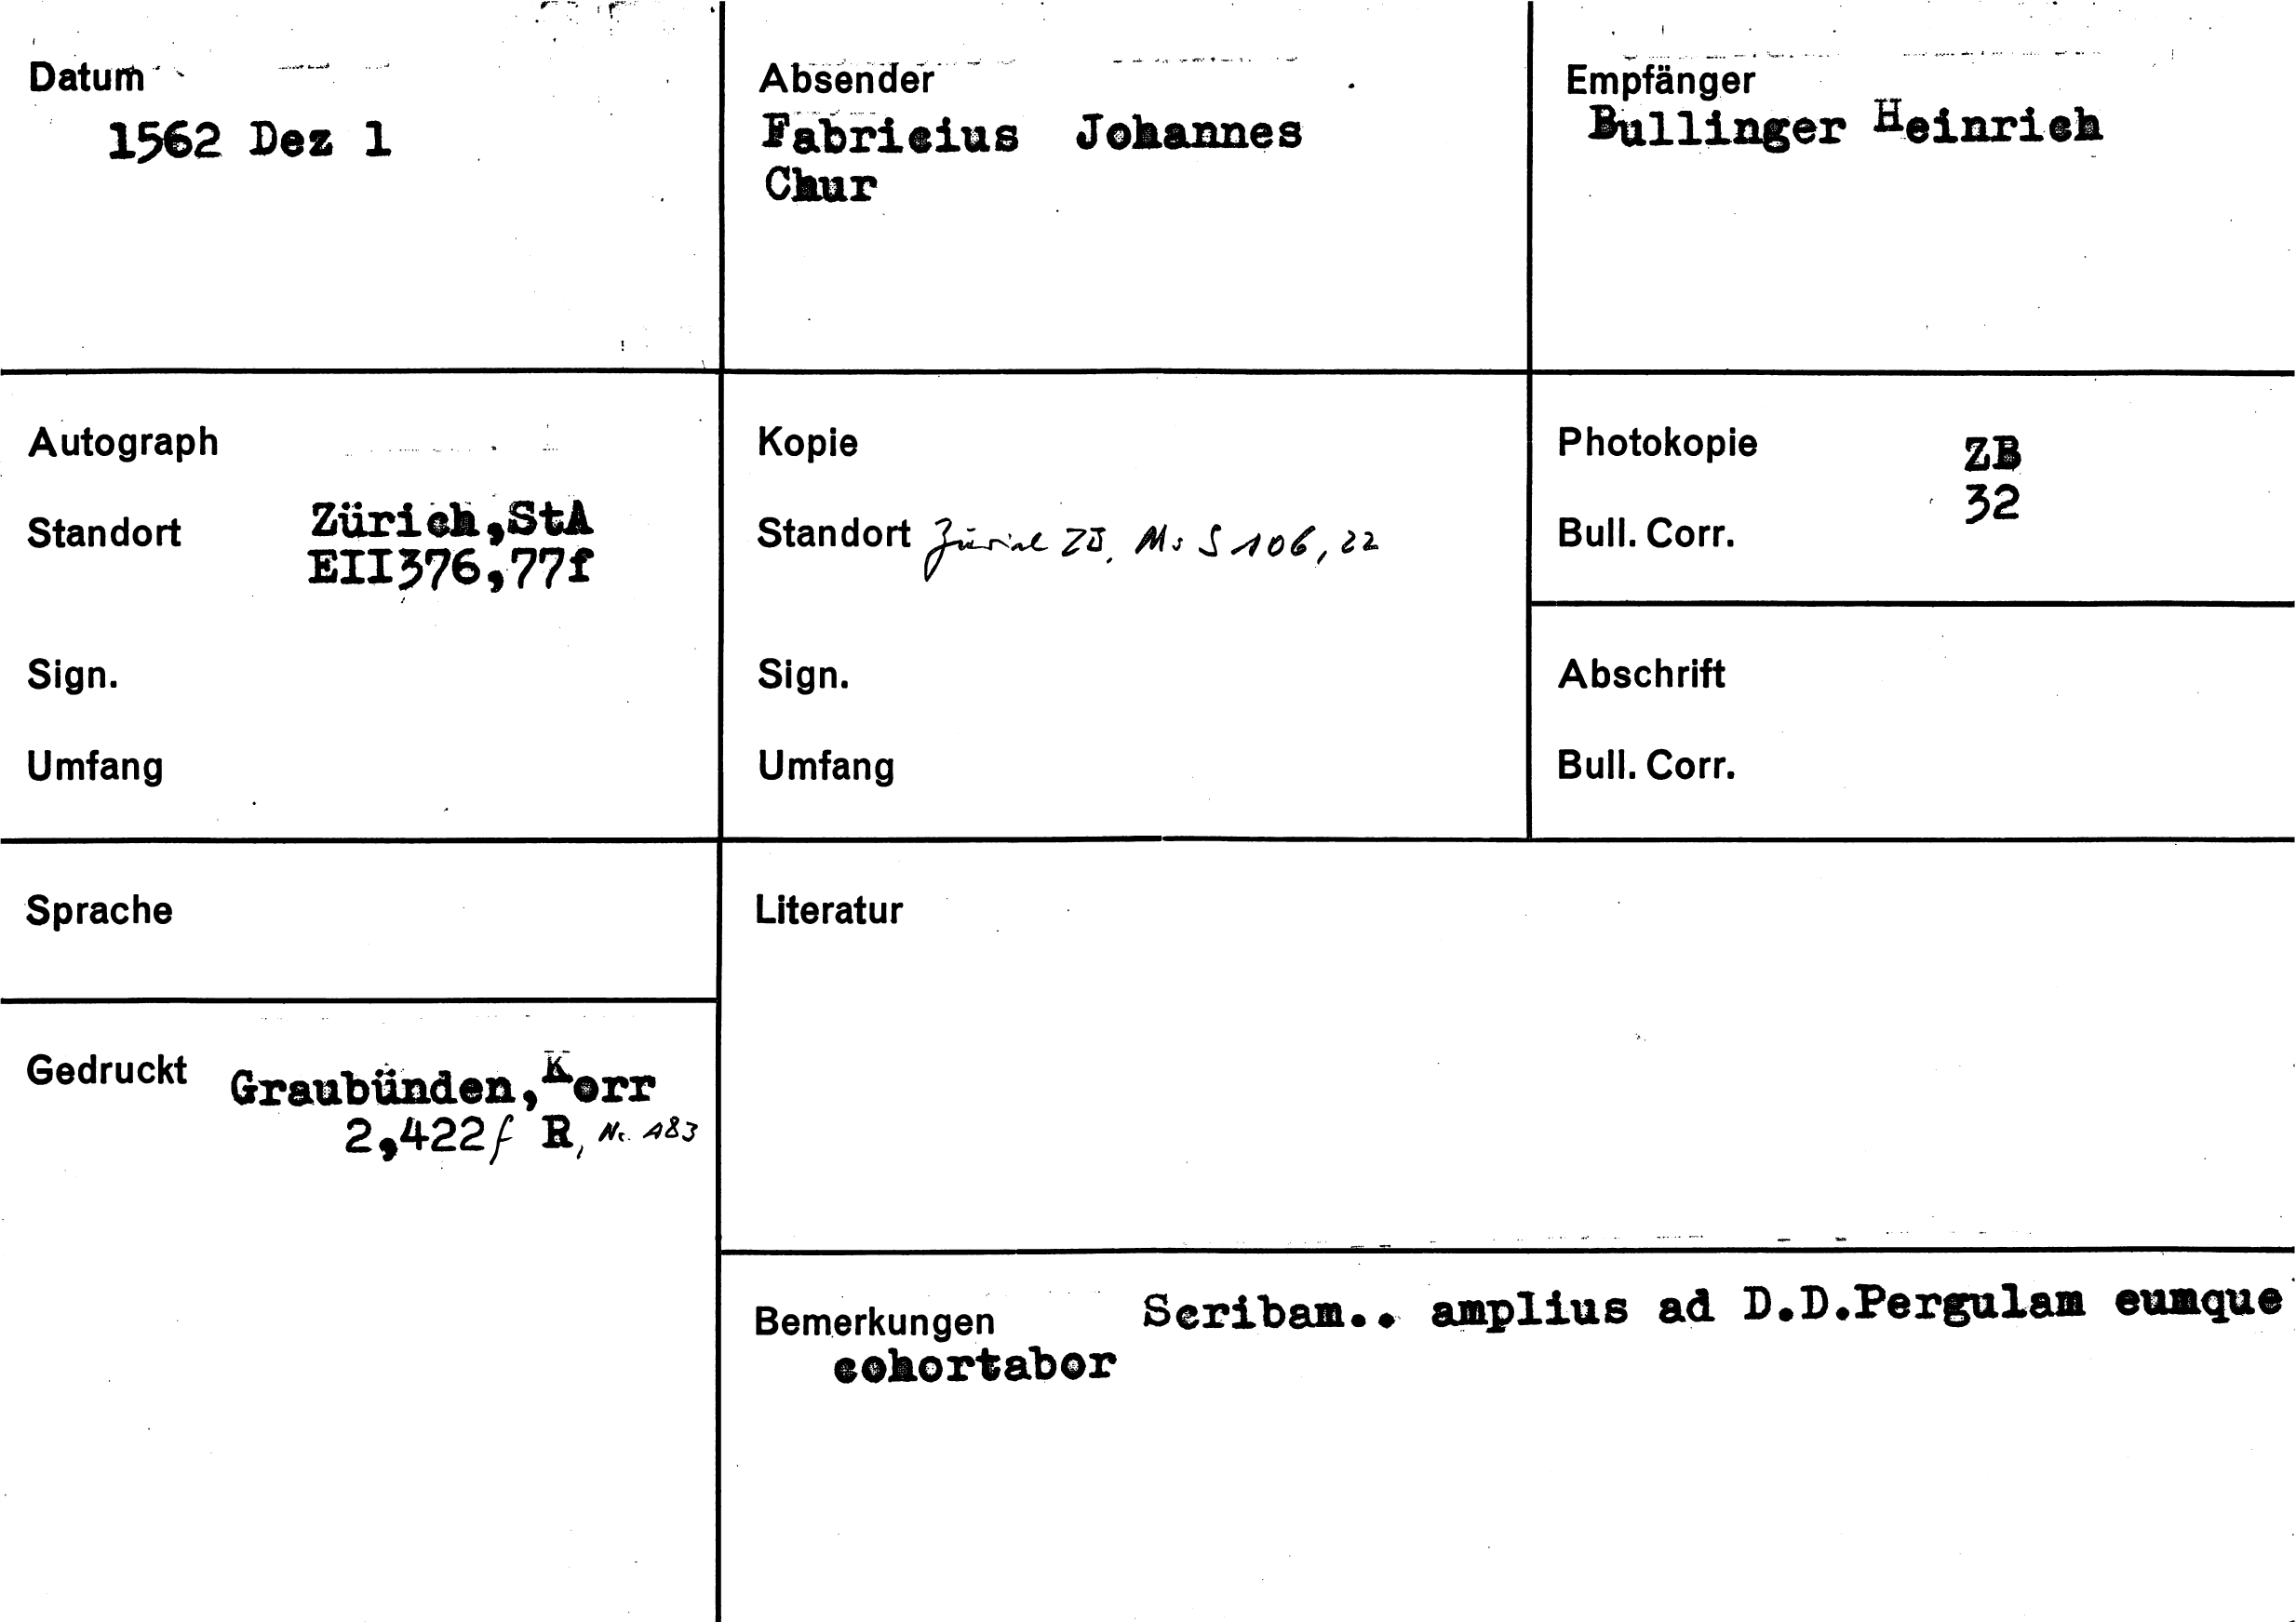 Datum
1562 Dez 1
Absender
Fabricius Johannes
Chur
Empfänger
Bullinger Heinrich
Autograph
Standort Zürich,StA
EII376,77f
Sign.
Umfang
Kopie
Standort Zürich ZB, Ms S 106, 22
Sign.
Umfang
Photokopie ZB
Bull. Corr. 32
Abschrift
Bull. Corr.
Sprache
Gedruckt Graubünden,Korr
2,422f R, Nr. 183
Literatur
Bemerkungen Scribam.. amplius ad D.D.Pergulam eumque
cohortabor